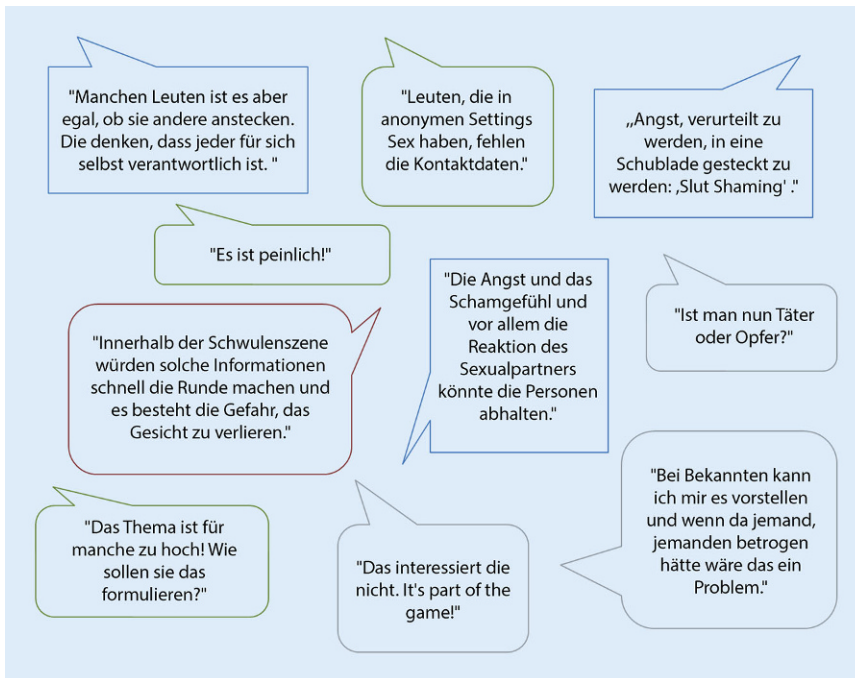 "Manchen Leuten ist es aber
egal, ob sie andere anstecken.
Die denken, dass jeder für sich
selbst verantwortlich ist. "
"Leuten, die in
anonymen Settings
Sex haben, fehlen
die Kontaktdaten."
„Angst, verurteilt zu
werden, in eine
Schublade gesteckt zu
werden: ‚Slut Shaming' ."
"Es ist peinlich!"
"Die Angst und das
Schamgefühl und
vor allem die
Reaktion des
Sexualpartners
könnte die Personen
abhalten."
"Ist man nun Täter
oder Opfer?"
"Innerhalb der Schwulenszene
würden solche Informationen
schnell die Runde machen und
es besteht die Gefahr, das
Gesicht zu verlieren."
"Bei Bekannten kann
ich mir es vorstellen
und wenn da jemand,
jemanden betrogen
hätte wäre das ein
Problem."
"Das Thema ist für
manche zu hoch! Wie
sollen sie das
formulieren?"
"Das interessiert die
nicht. It's part of the
game!"